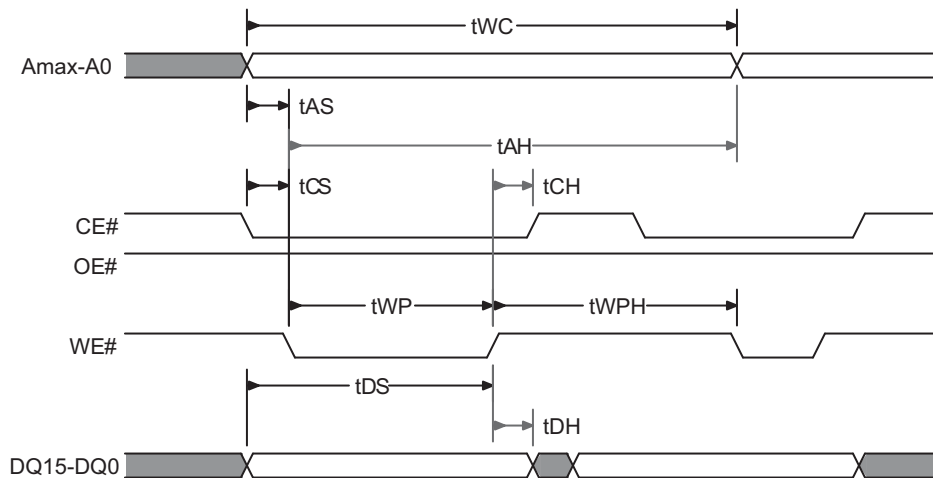 tWC
Amax-A0
tAS
tAH
tCS
tCH
CE#
OE#
tWP
tWPH
WE#
tDS
tDH
DQ15-DQ0